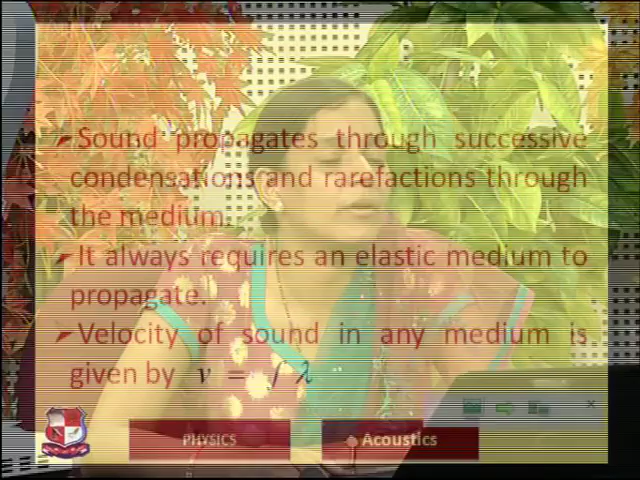 Sound propagates through successive
condensations and rarefactions through
the medium.
It always requires an elastic medium to
propagate.
Velocity of sound in any medium is
given by v = f λ
PHYSICS
Acoustics